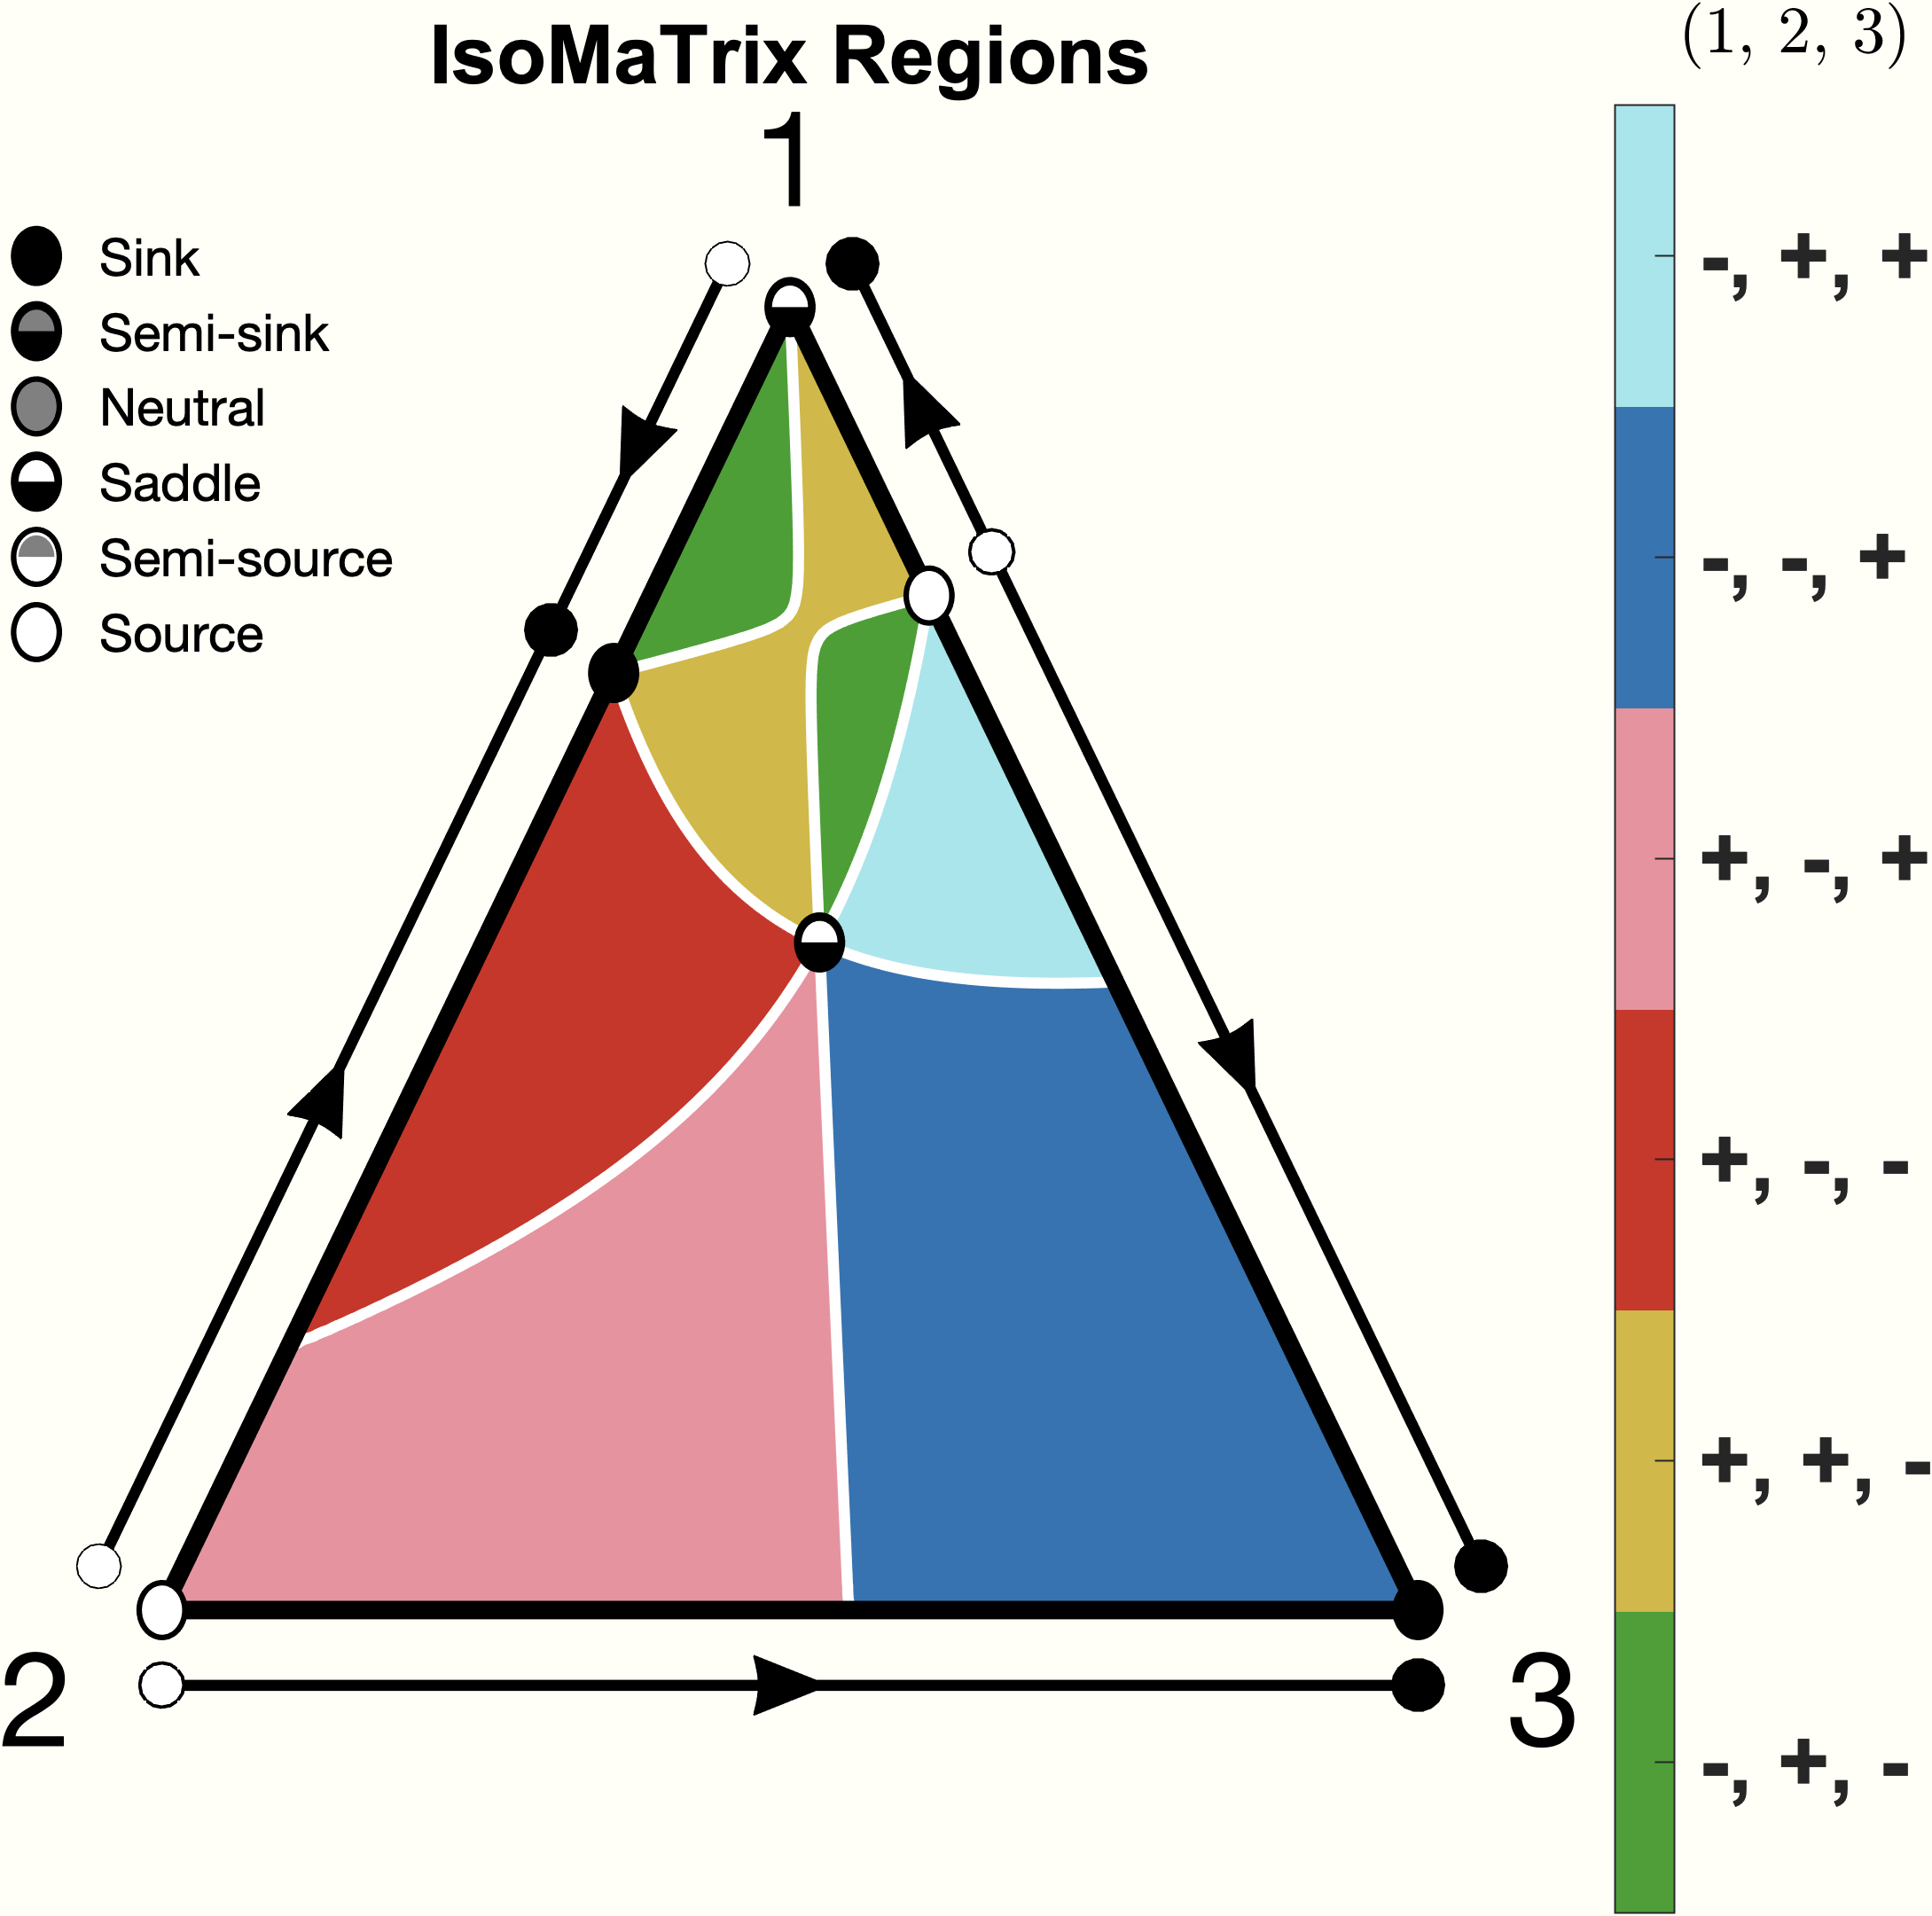 IsoMaTrix Regions
(1, 2, 3)
1
Sink
Semi-sink
Neutral
Saddle
Semi-source
Source
-, +, +
-, -, +
+, -, +
+, -, -
+, +, -
-, +, -
2
3